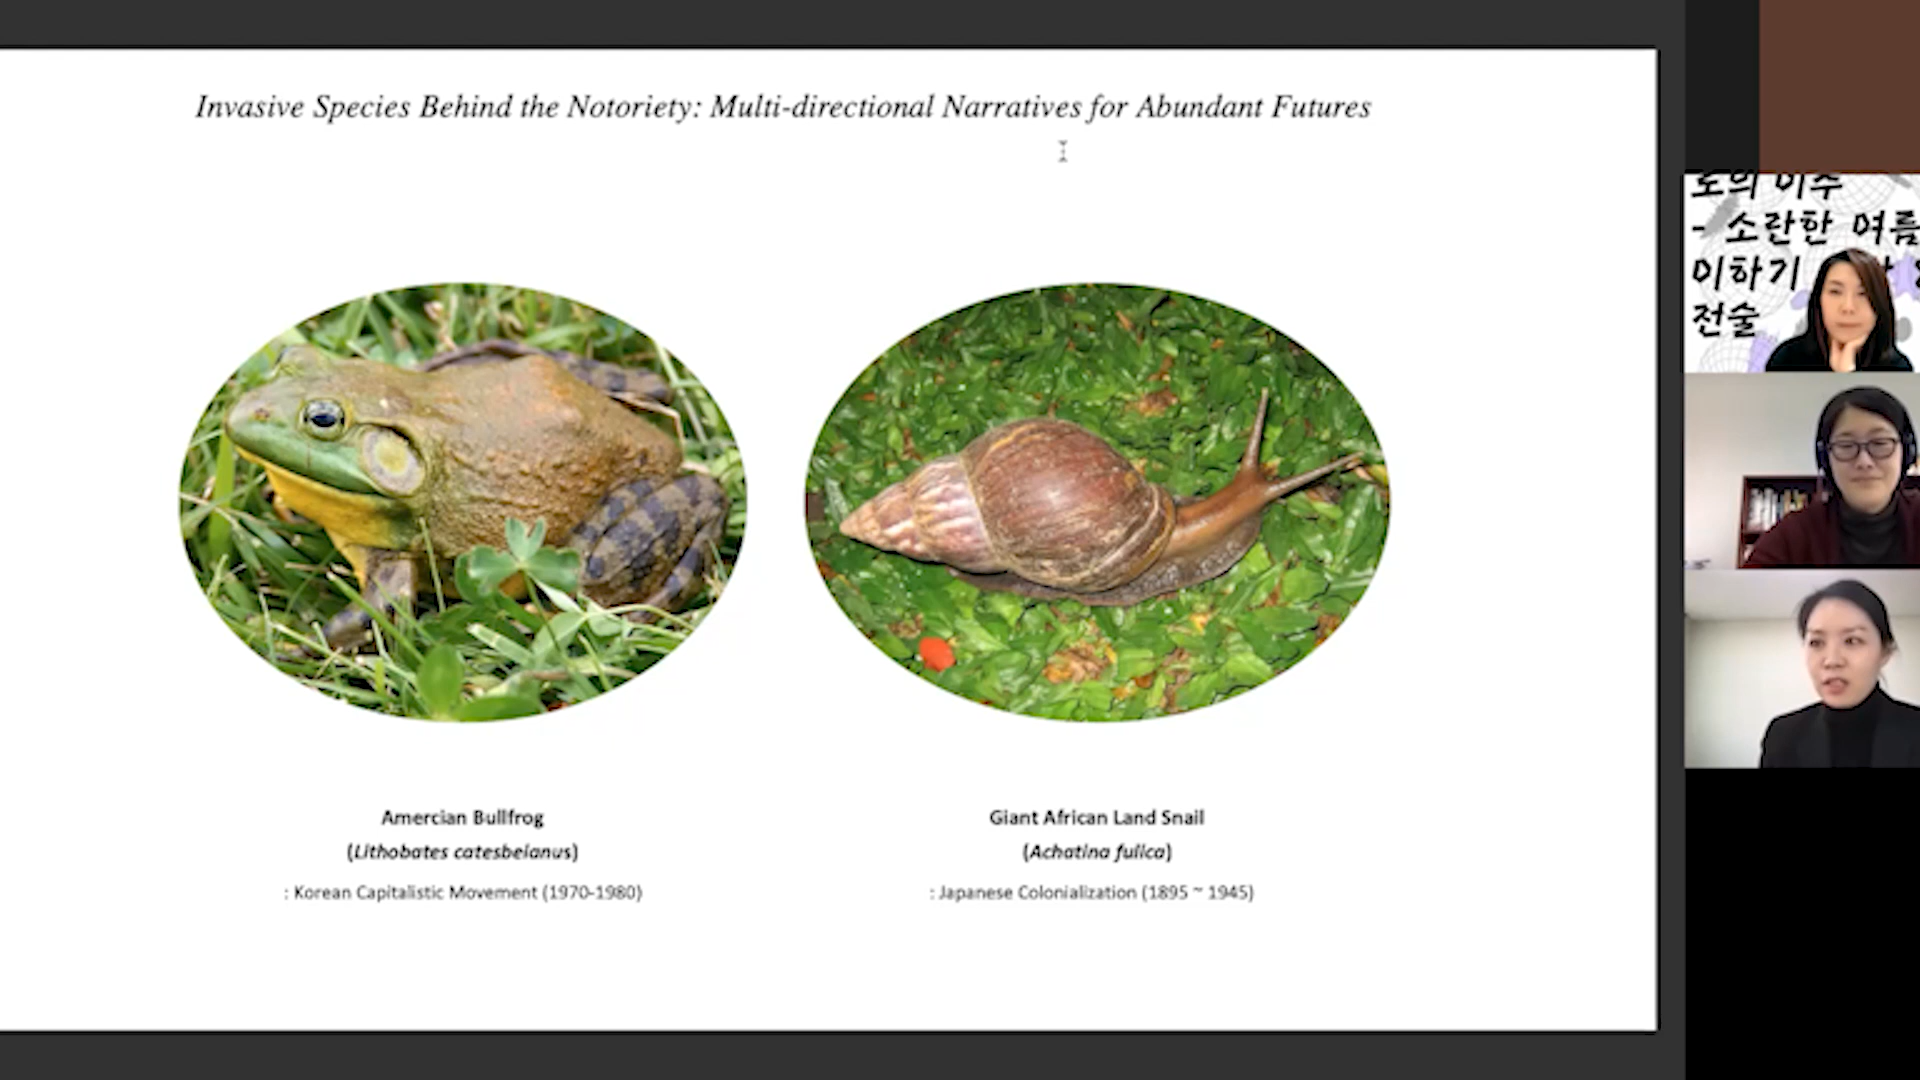 Invasive Species Behind the Notoriety: Multi-directional Narratives for Abundant Futures
Amercian Bullfrog
(Lithobates catesbeianus)
: Korean Capitalistic Movement (1970-1980)
Giant African Land Snail
(Achatina fulica)
: Japanese Colonialization (1895 ~ 1945)
로의 이주
- 소란한 여름
이하기
전술